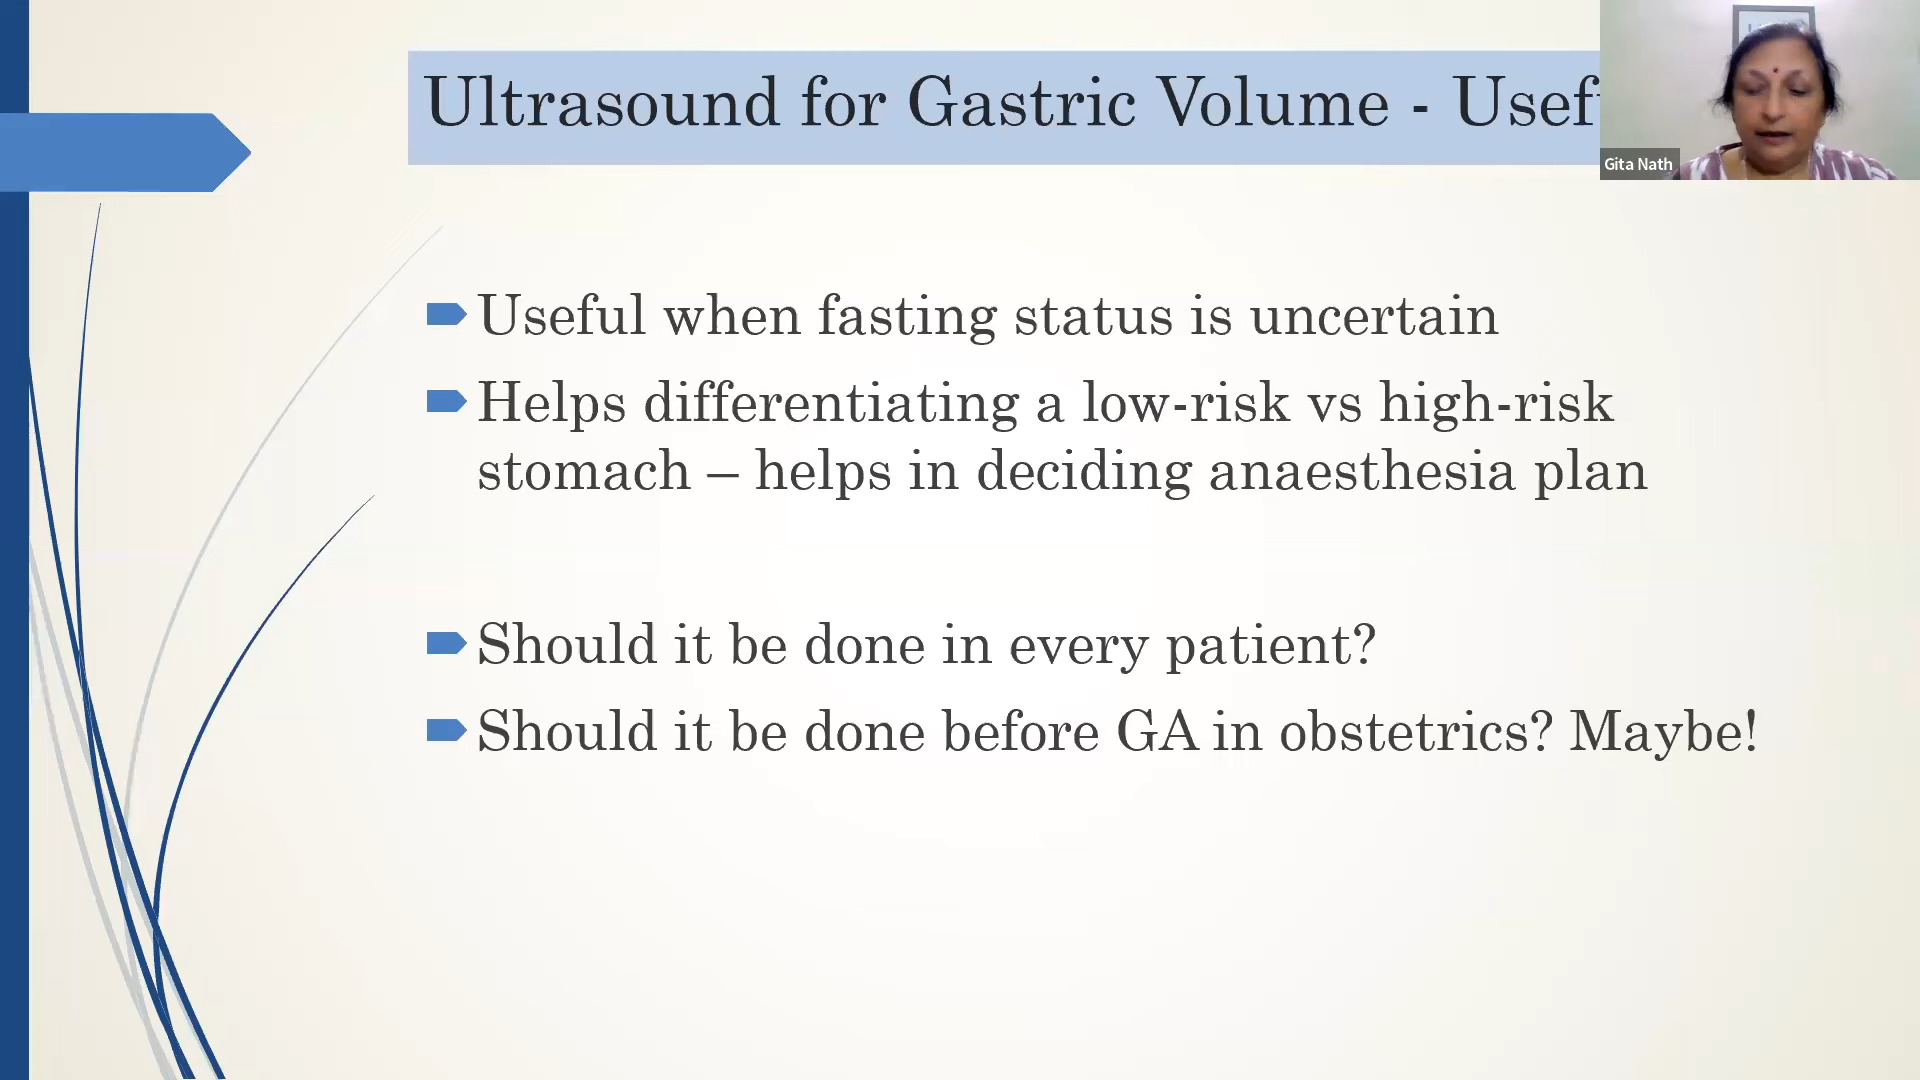 Ultrasound for Gastric Volume -
Gita Nath
Useful when fasting status is uncertain
Helps differentiating a low-risk vs high-risk
stomach – helps in deciding anaesthesia plan
Should it be done in every patient?
Should it be done before GA in obstetrics? Maybe!